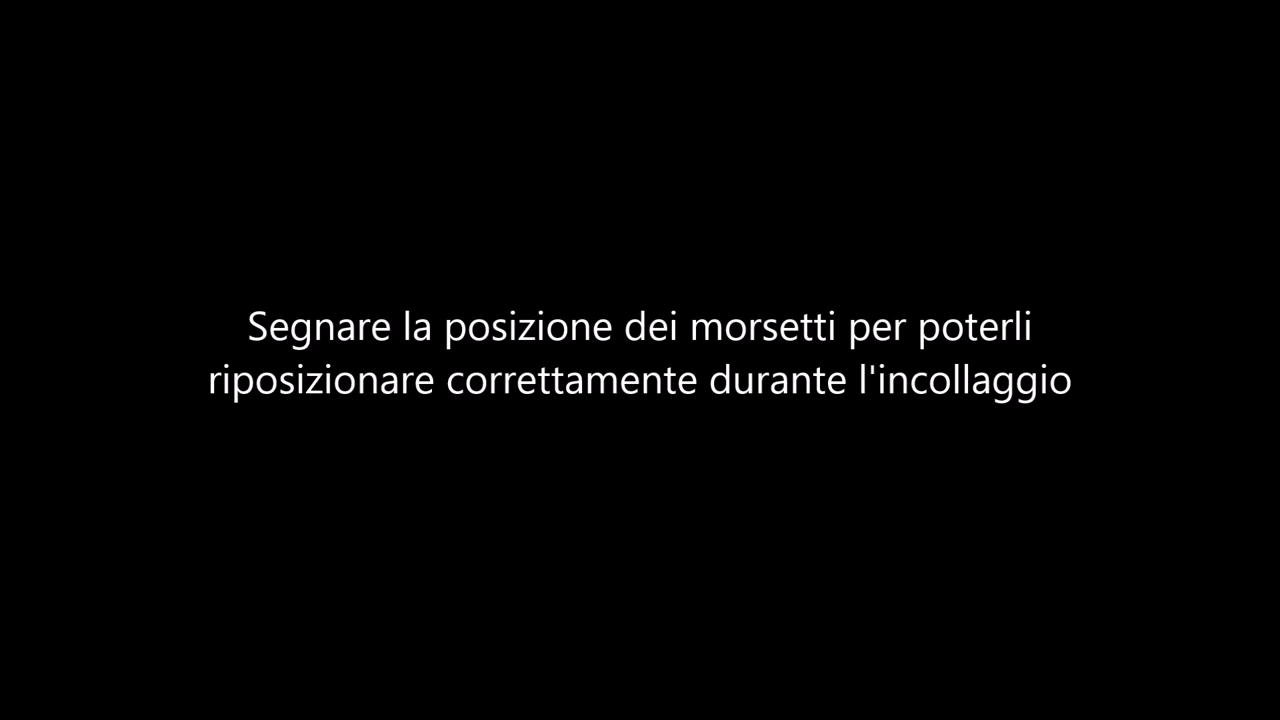 Segnare la posizione dei morsetti per poterli
riposizionare correttamente durante l'incollaggio